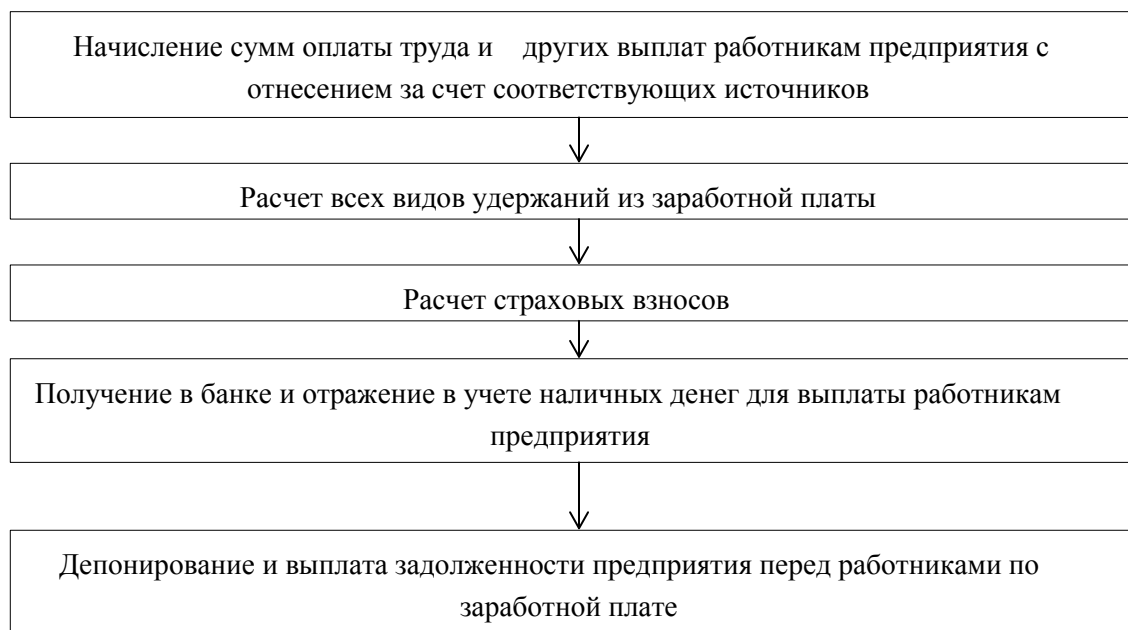 Начисление сумм оплаты труда и других выплат работникам предприятия с
отнесением за счет соответствующих источников
Расчет всех видов удержаний из заработной платы
Расчет страховых взносов
Получение в банке и отражение в учете наличных денег для выплаты работникам
предприятия
Депонирование и выплата задолженности предприятия перед работниками по
заработной плате